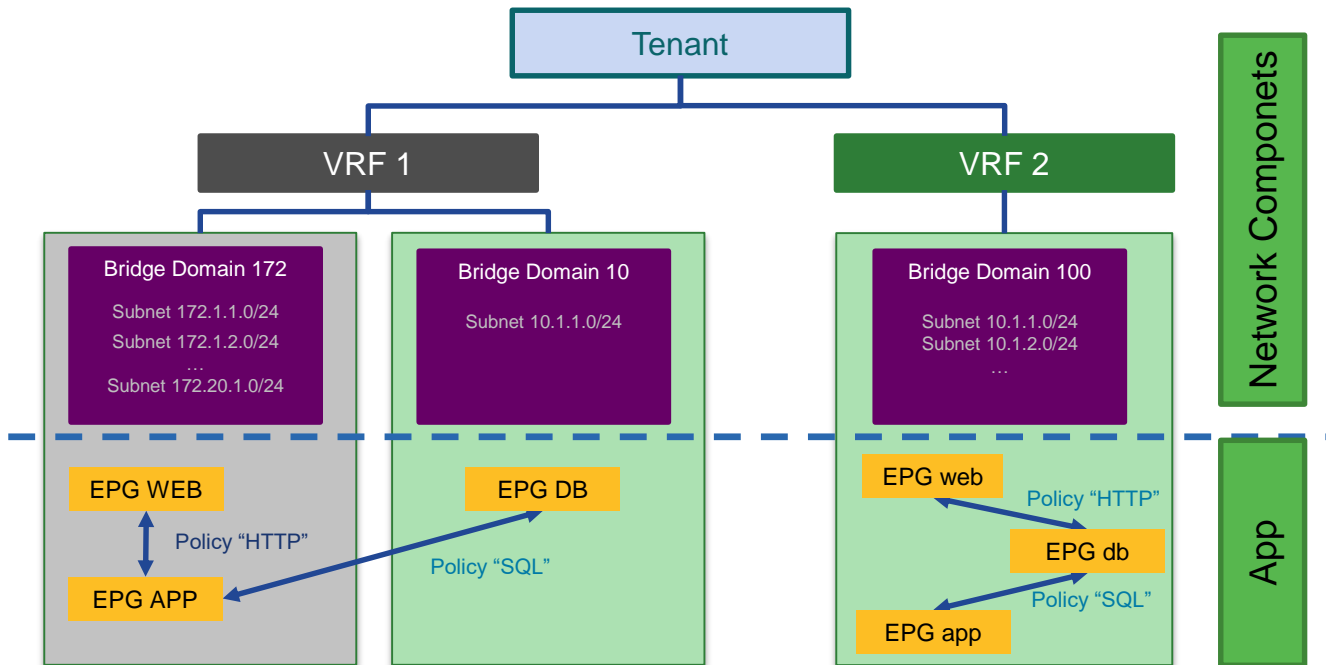 Tenant
VRF 1
VRF 2
Bridge Domain 172
Subnet 172.1.1.0/24
Subnet 172.1.2.0/24
…
Subnet 172.20.1.0/24
Bridge Domain 10
Subnet 10.1.1.0/24
Bridge Domain 100
Subnet 10.1.1.0/24
Subnet 10.1.2.0/24
…
Network Componets
EPG WEB
Policy “HTTP”
EPG APP
EPG DB
Policy “SQL”
EPG web
Policy “HTTP”
EPG db
Policy “SQL”
EPG app
App